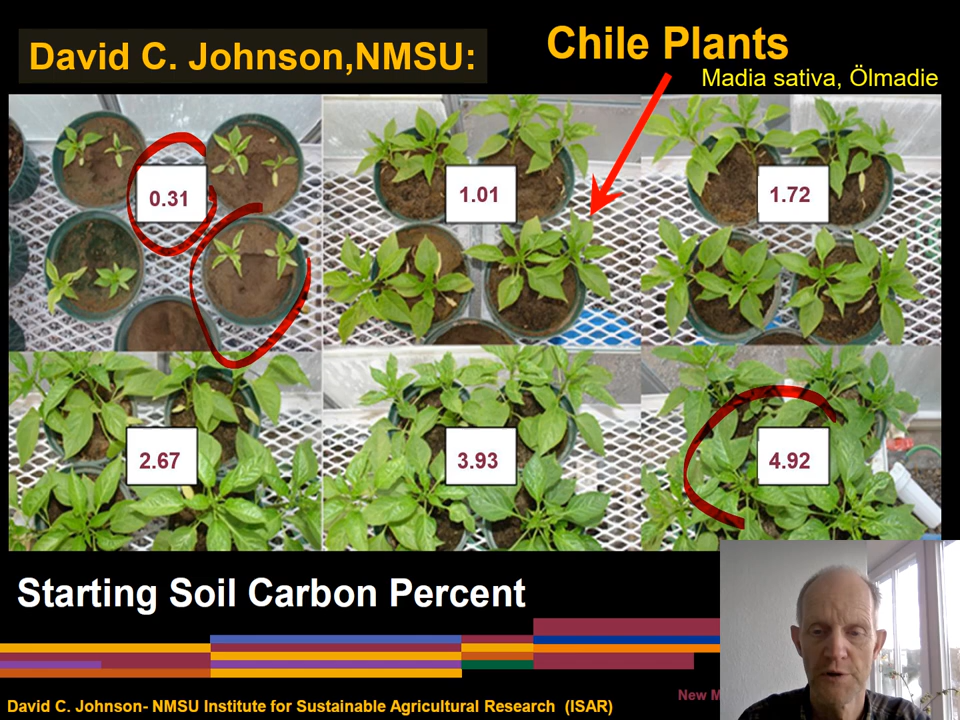 David C. Johnson,NMSU:
Chile Plants
Madia sativa, Ölmadie
0.31
1.01
1.72
2.67
3.93
4.92
Starting Soil Carbon Percent
New M
David C. Johnson- NMSU Institute for Sustainable Agricultural Research (ISAR)